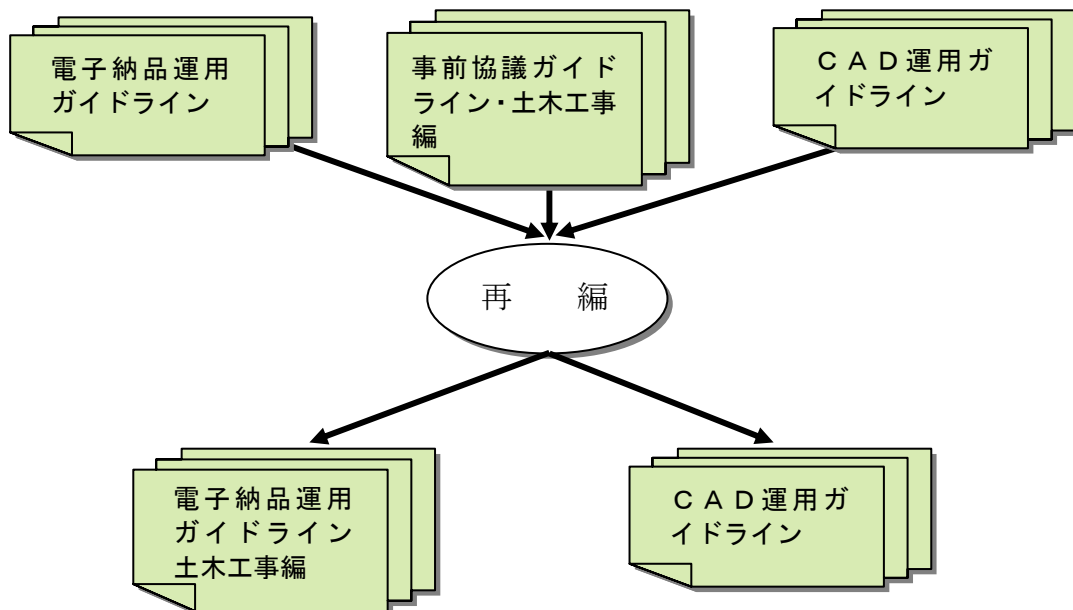 電子納品運用
ガイドライン
事前協議ガイド
ライン・土木工事
編
ＣＡＤ運用ガ
イドライン
再　編
電子納品運用
ガイドライン
土木工事編
ＣＡＤ運用ガ
イドライン